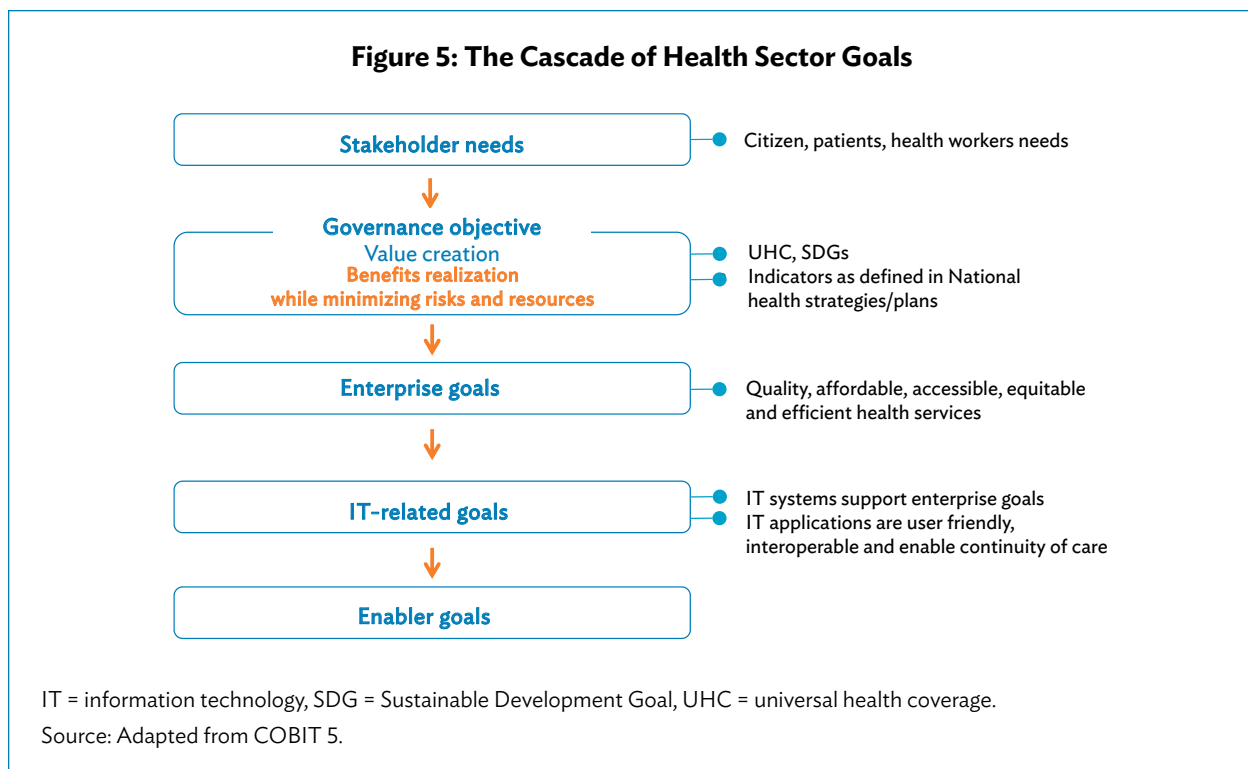 Figure 5: The Cascade of Health Sector Goals
Stakeholder needs
Citizen, patients, health workers needs
Governance objective
Value creation
Benefits realization
while minimizing risks and resources
UHC, SDGs
Indicators as defined in National
health strategies/plans
Enterprise goals
Quality, affordable, accessible, equitable
and efficient health services
IT-related goals
IT systems support enterprise goals
IT applications are user friendly,
interoperable and enable continuity of care
Enabler goals
IT = information technology, SDG = Sustainable Development Goal, UHC = universal health coverage.
Source: Adapted from COBIT 5.